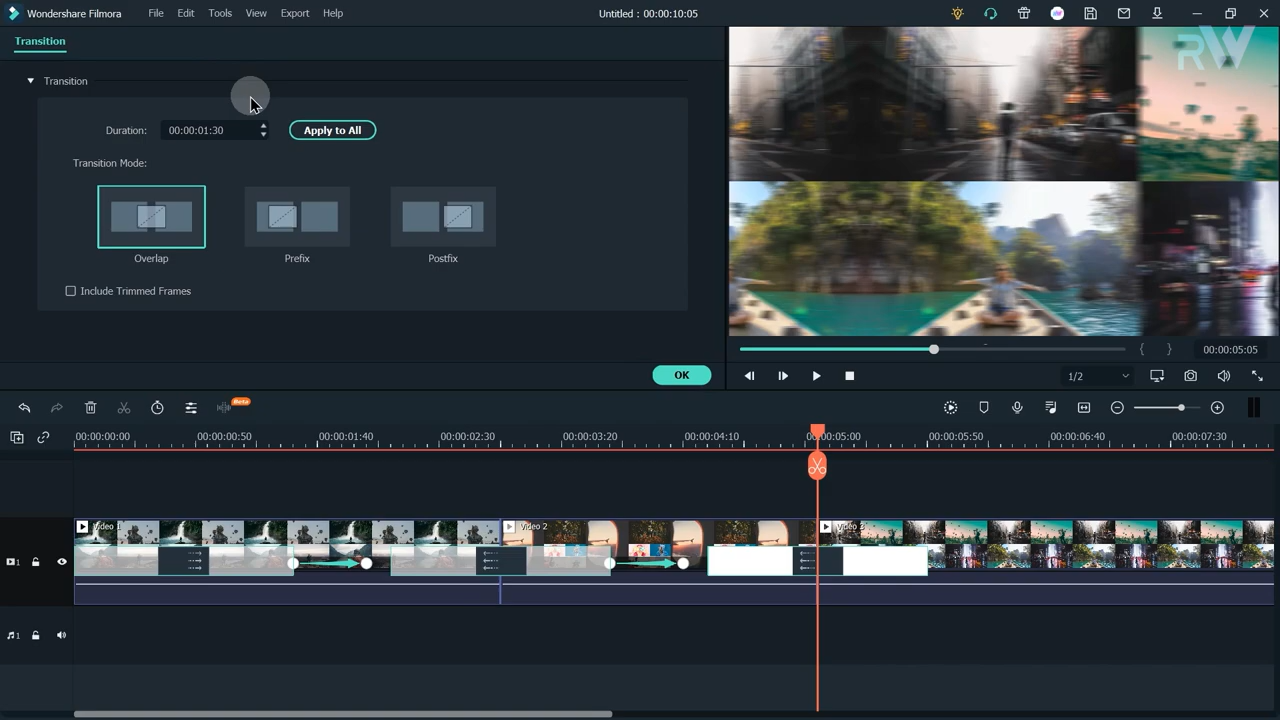 Wondershare Filmora File Edit Tools View Export Help Untitled : 00:00:10:05
Transition
RW
Transition
Duration: 00:00:01:30 Apply to All
Transition Mode:
Overlap Prefix Postfix
Include Trimmed Frames
00:00:05:05
OK
1/2
Beta
00:00:00:00 00:00:00:50 00:00:01:40 00:00:02:30 00:00:03:20 00:00:04:10 00:00:05:00 00:00:05:50 00:00:06:40 00:00:07:30
Video 1 Video 2 Video 3
1
1